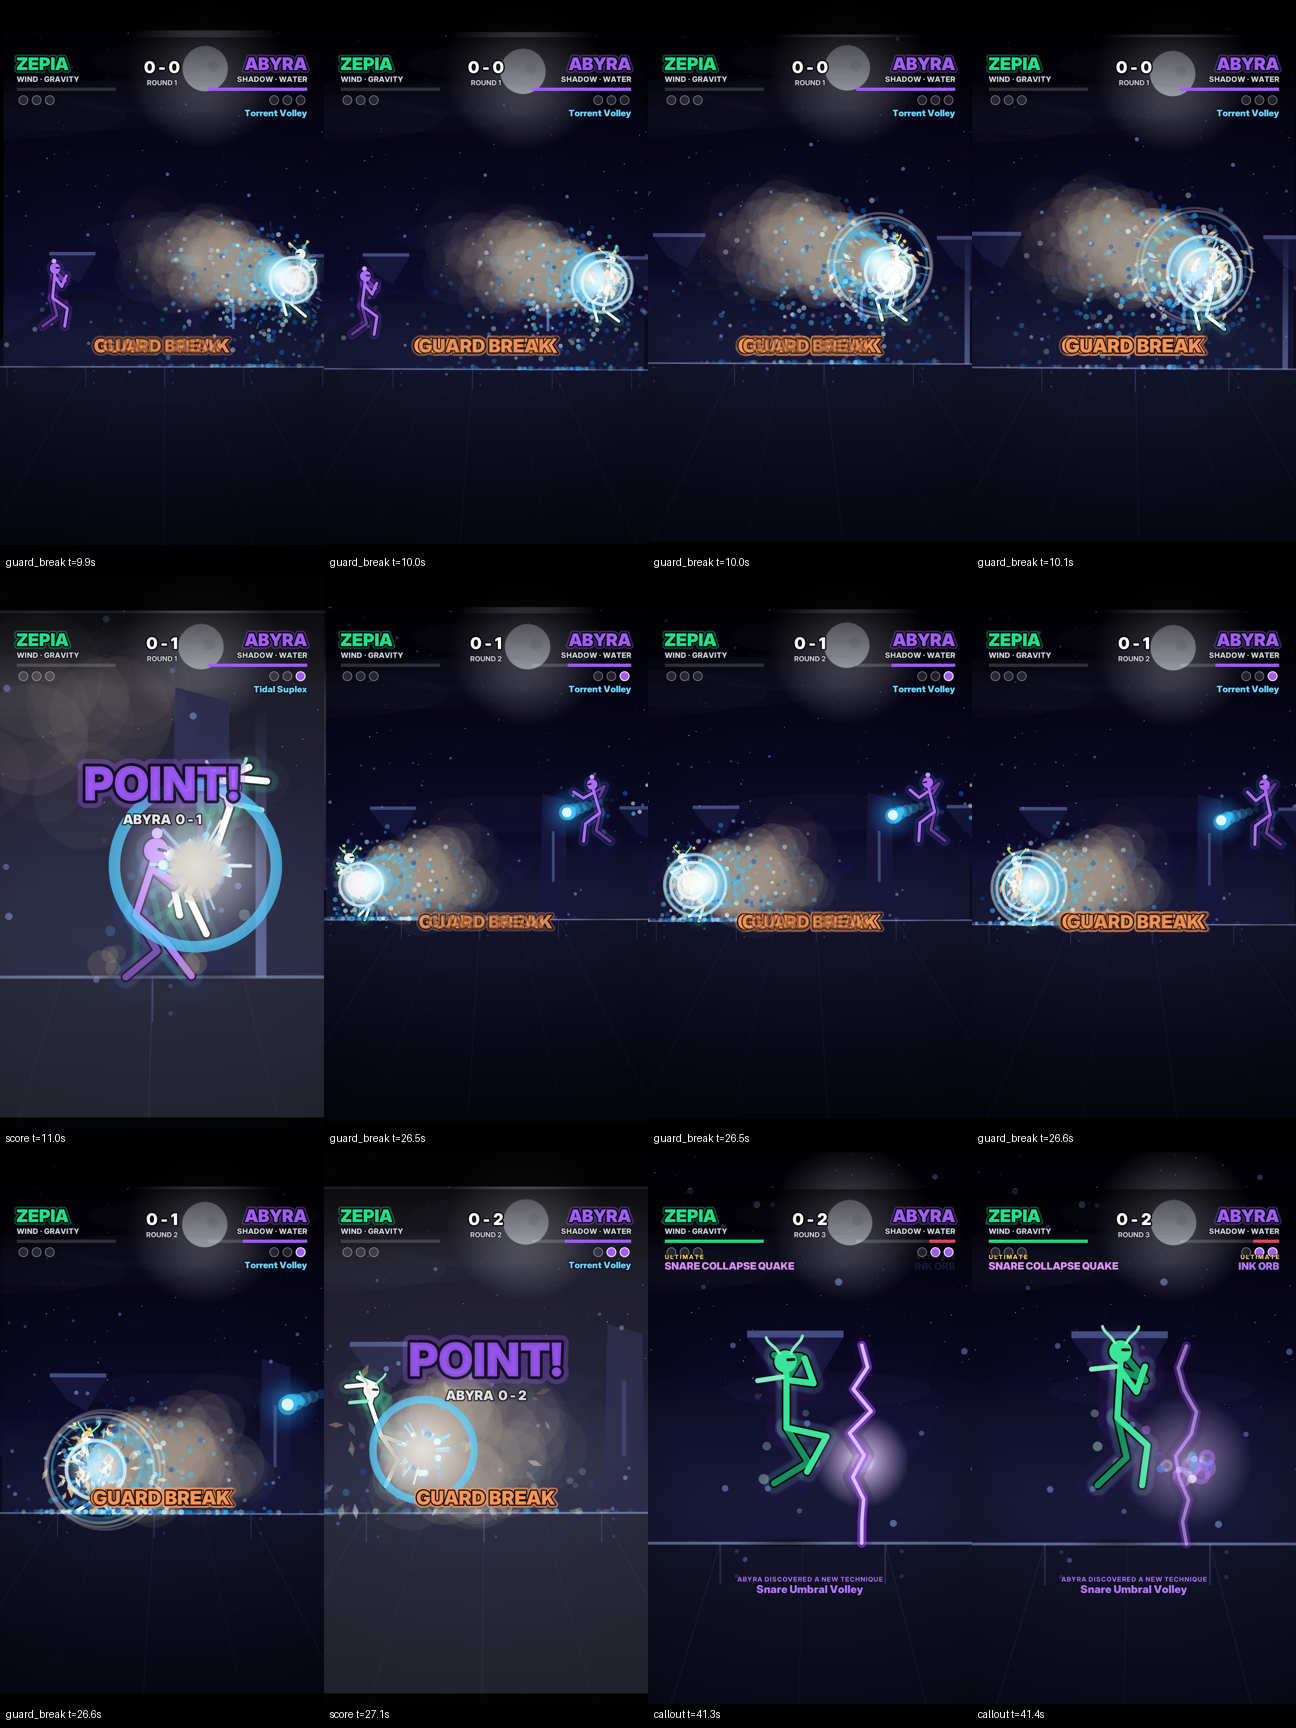 ZEPIA
WIND · GRAVITY
0 - 0
ROUND 1
ABYRA
SHADOW · WATER
Torrent Volley
GUARD BREAK
guard_break t=9.9s
ZEPIA
WIND · GRAVITY
0 - 0
ROUND 1
ABYRA
SHADOW · WATER
Torrent Volley
GUARD BREAK
guard_break t=10.0s
ZEPIA
WIND · GRAVITY
0 - 0
ROUND 1
ABYRA
SHADOW · WATER
Torrent Volley
GUARD BREAK
guard_break t=10.0s
ZEPIA
WIND · GRAVITY
0 - 0
ROUND 1
ABYRA
SHADOW · WATER
Torrent Volley
GUARD BREAK
guard_break t=10.1s
ZEPIA
WIND · GRAVITY
0 - 1
ROUND 1
ABYRA
SHADOW · WATER
Tidal Suplex
POINT!
ABYRA 0 - 1
score t=11.0s
ZEPIA
WIND · GRAVITY
0 - 1
ROUND 2
ABYRA
SHADOW · WATER
Torrent Volley
GUARD BREAK
guard_break t=26.5s
ZEPIA
WIND · GRAVITY
0 - 1
ROUND 2
ABYRA
SHADOW · WATER
Torrent Volley
GUARD BREAK
guard_break t=26.5s
ZEPIA
WIND · GRAVITY
0 - 1
ROUND 2
ABYRA
SHADOW · WATER
Torrent Volley
GUARD BREAK
guard_break t=26.6s
ZEPIA
WIND · GRAVITY
0 - 1
ROUND 2
ABYRA
SHADOW · WATER
Torrent Volley
GUARD BREAK
guard_break t=26.6s
ZEPIA
WIND · GRAVITY
0 - 2
ROUND 2
ABYRA
SHADOW · WATER
Torrent Volley
POINT!
ABYRA 0 - 2
GUARD BREAK
score t=27.1s
ZEPIA
WIND · GRAVITY
0 - 2
ROUND 3
ABYRA
SHADOW · WATER
ULTIMATE
SNARE COLLAPSE QUAKE
INK ORB
ABYRA DISCOVERED A NEW TECHNIQUE
Snare Umbral Volley
callout t=41.3s
ZEPIA
WIND · GRAVITY
0 - 2
ROUND 3
ABYRA
SHADOW · WATER
ULTIMATE
SNARE COLLAPSE QUAKE
ULTIMATE
INK ORB
ABYRA DISCOVERED A NEW TECHNIQUE
Snare Umbral Volley
callout t=41.4s